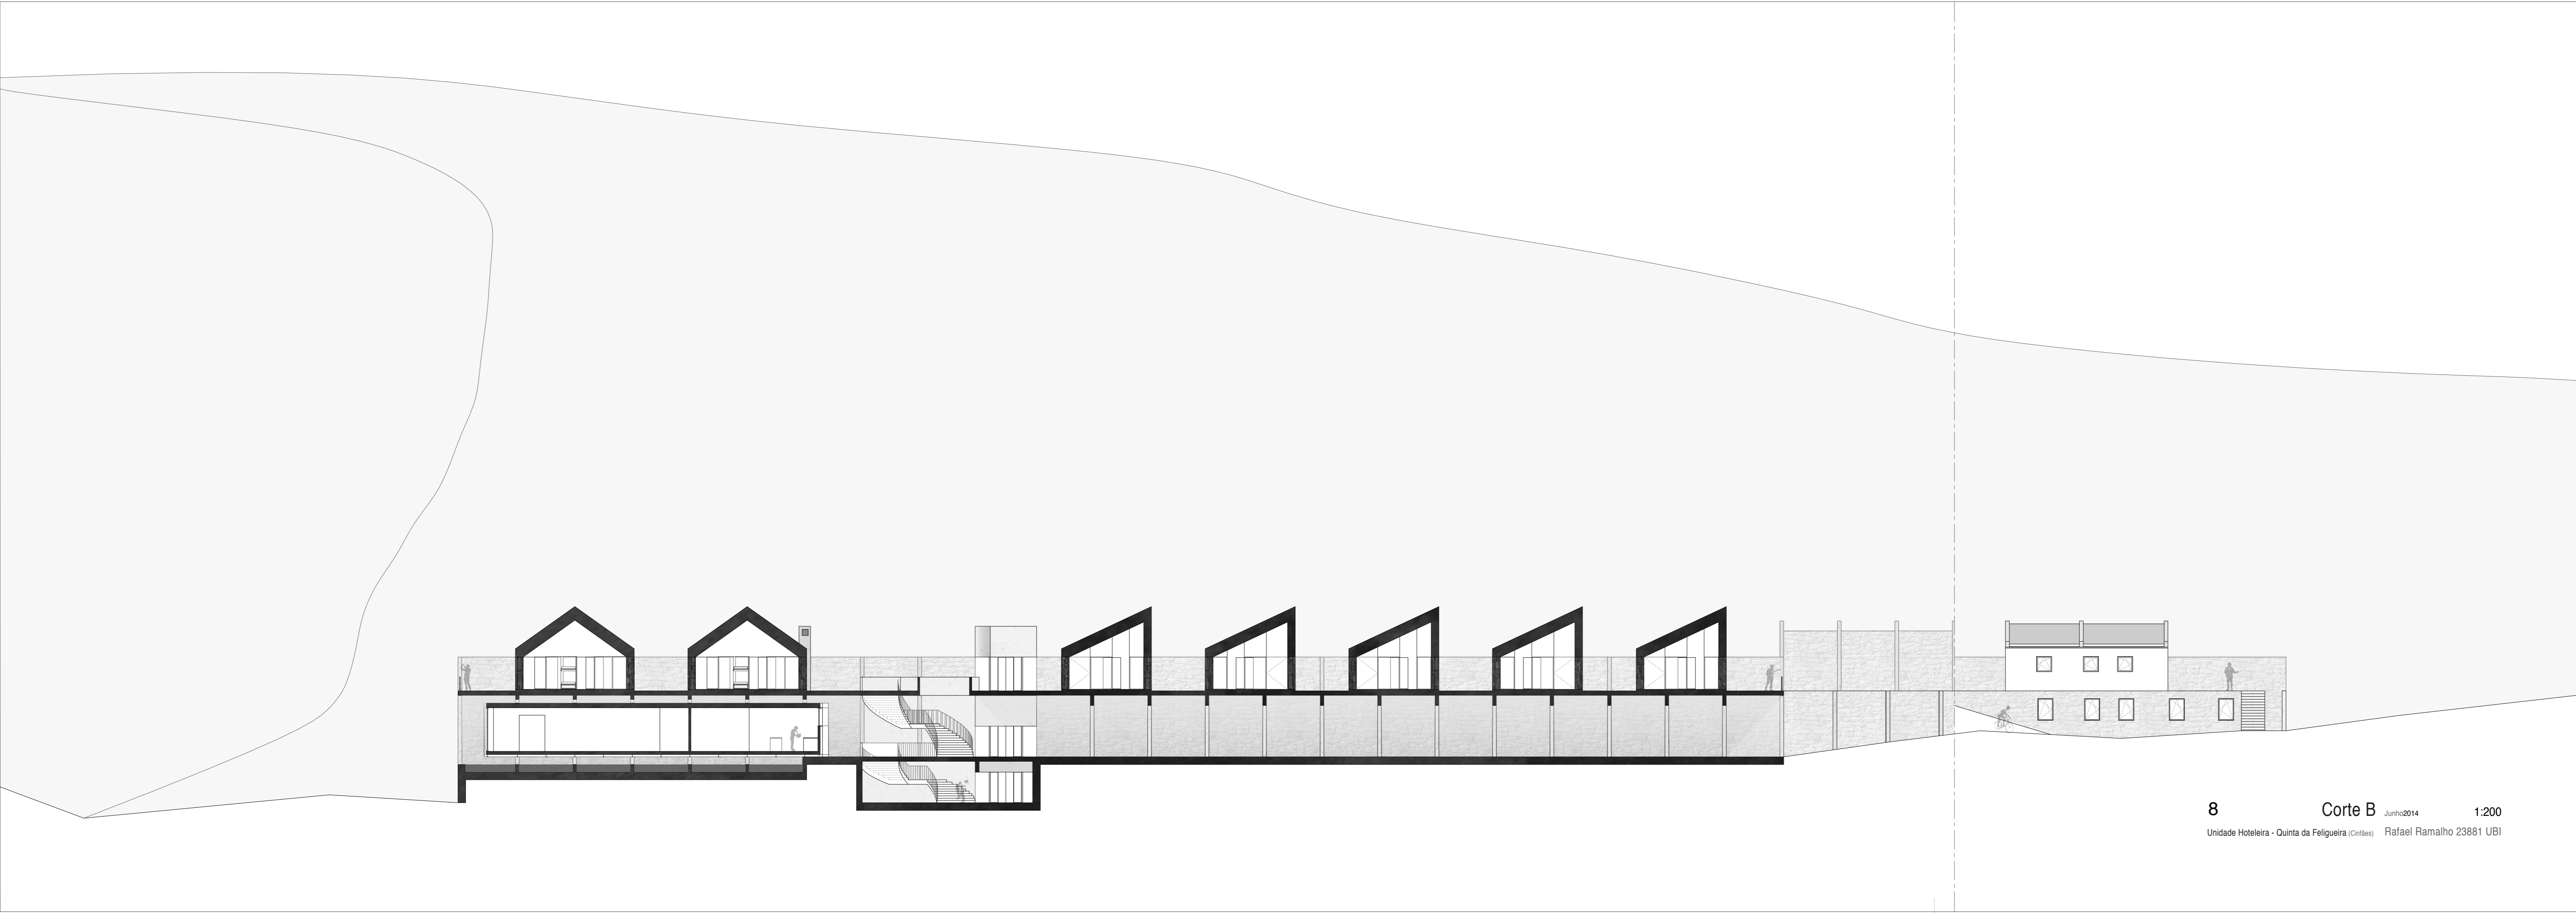 8 Corte B Junho2014 1:200
Unidade Hoteleira - Quinta da Feligueira (Cinfães) Rafael Ramalho 23881 UBI